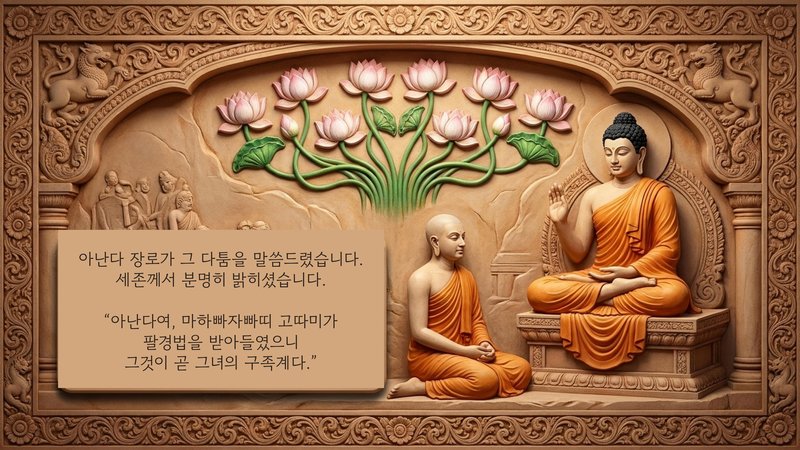 아난다 장로가 그 다툼을 말씀드렸습니다.
세존께서 분명히 밝히셨습니다.
“아난다여, 마하빠자빠띠 고따미가
팔경법을 받아들였으니
그것이 곧 그녀의 구족계다.”